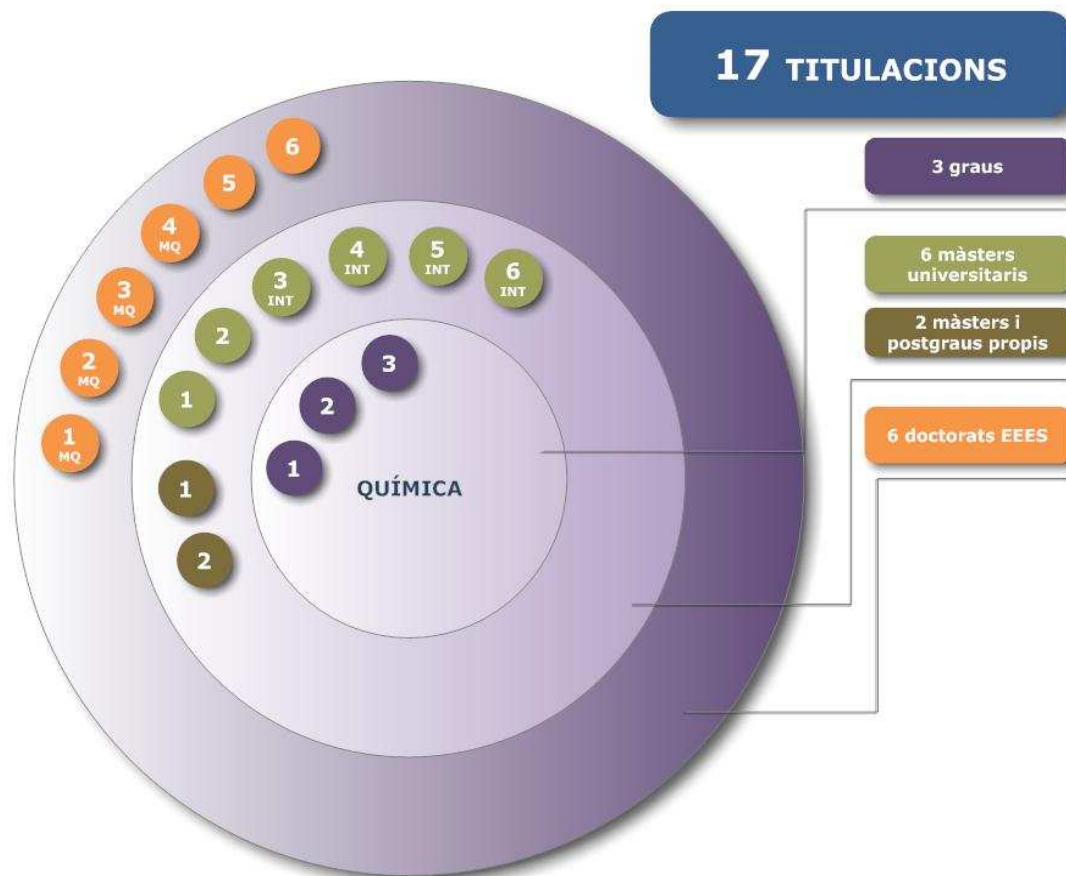 17 TITULACIONS
3 graus
6 màsters
universitaris
2 màsters i
postgraus propis
6 doctorats EEES
6
5
4
MQ
3
MQ
2
MQ
1
MQ
6
INT
5
INT
4
INT
3
INT
2
1
1
2
3
2
1
QUÍMICA